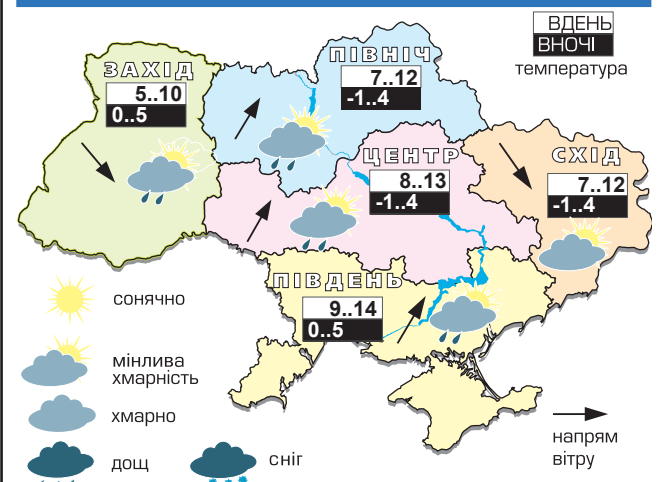 ВДЕНЬ
ВНОЧІ
температура
ПІВНІЧ
7..12
-1..4
ЗАХІД
5..10
0..5
ЦЕНТР
8..13
-1..4
СХІД
7..12
-1..4
ПІВДЕНЬ
9..14
0..5
сонячно
мінлива
хмарність
хмарно
дощ
сніг
напрям
вітру